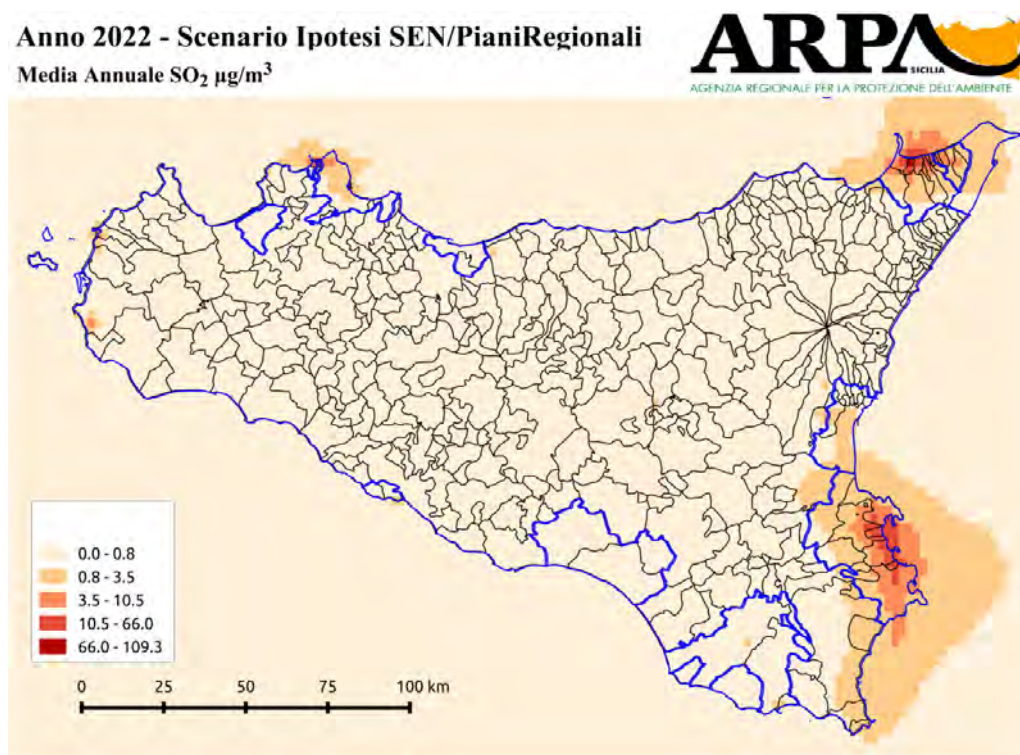 Anno 2022 - Scenario Ipotesi SEN/PianiRegionali
Media Annuale SO₂ µg/m³
ARPA
SICILIA
AGENZIA REGIONALE PER LA PROTEZIONE DELL'AMBIENTE
0.0 - 0.8
0.8 - 3.5
3.5 - 10.5
10.5 - 66.0
66.0 - 109.3
0 25 50 75 100 km